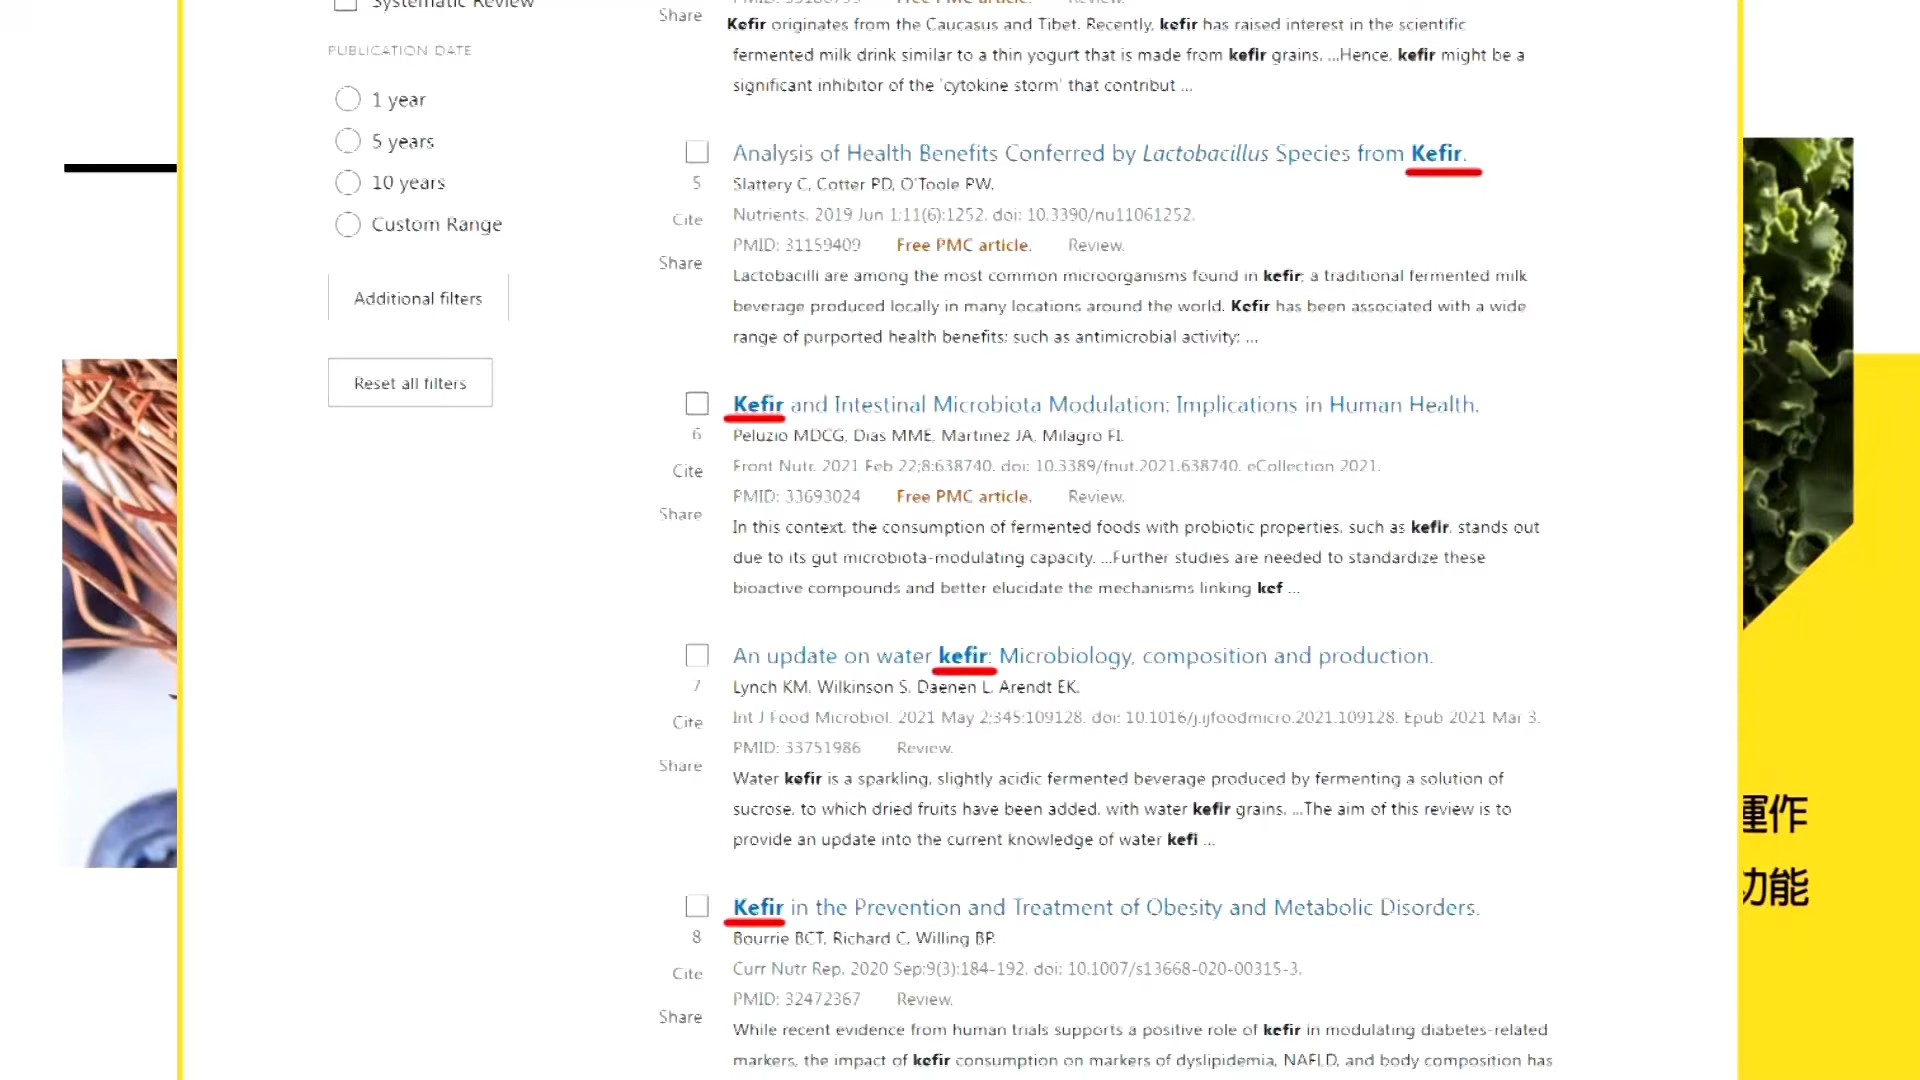 Systematic Review
PUBLICATION DATE
1 year
5 years
10 years
Custom Range
Additional filters
Reset all filters
Share
Free PMC article. Review.
Kefir originates from the Caucasus and Tibet. Recently, kefir has raised interest in the scientific
fermented milk drink similar to a thin yogurt that is made from kefir grains. ...Hence, kefir might be a
significant inhibitor of the 'cytokine storm' that contribut ...
Analysis of Health Benefits Conferred by Lactobacillus Species from Kefir.
5
Slattery C, Cotter PD, O'Toole PW.
Cite
Nutrients. 2019 Jun 1;11(6):1252. doi: 10.3390/nu11061252.
PMID: 31159409 Free PMC article. Review.
Share
Lactobacilli are among the most common microorganisms found in kefir; a traditional fermented milk
beverage produced locally in many locations around the world. Kefir has been associated with a wide
range of purported health benefits; such as antimicrobial activity; ...
Kefir and Intestinal Microbiota Modulation: Implications in Human Health.
6
Peluzio MDCG, Dias MME, Martinez JA, Milagro FI.
Cite
Front Nutr. 2021 Feb 22;8:638740. doi: 10.3389/fnut.2021.638740. eCollection 2021.
PMID: 33693024 Free PMC article. Review.
Share
In this context, the consumption of fermented foods with probiotic properties, such as kefir, stands out
due to its gut microbiota-modulating capacity. ...Further studies are needed to standardize these
bioactive compounds and better elucidate the mechanisms linking kef ...
An update on water kefir: Microbiology, composition and production.
7
Lynch KM, Wilkinson S, Daenen L, Arendt EK.
Cite
Int J Food Microbiol. 2021 May 2;345:109128. doi: 10.1016/j.ijfoodmicro.2021.109128. Epub 2021 Mar 3.
PMID: 33751986 Review.
Share
Water kefir is a sparkling, slightly acidic fermented beverage produced by fermenting a solution of
sucrose, to which dried fruits have been added, with water kefir grains. ...The aim of this review is to
provide an update into the current knowledge of water kefi ...
Kefir in the Prevention and Treatment of Obesity and Metabolic Disorders.
8
Bourrie BCT, Richard C, Willing BP.
Cite
Curr Nutr Rep. 2020 Sep;9(3):184-192. doi: 10.1007/s13668-020-00315-3.
PMID: 32472367 Review.
Share
While recent evidence from human trials supports a positive role of kefir in modulating diabetes-related
markers, the impact of kefir consumption on markers of dyslipidemia, NAFLD, and body composition has
運作
功能